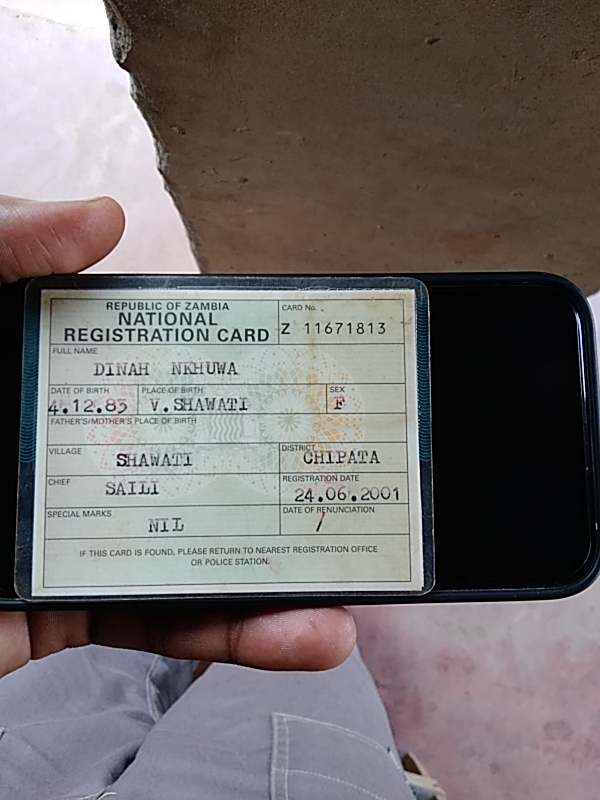 REPUBLIC OF ZAMBIA
NATIONAL
REGISTRATION CARD
CARD No.
Z 11671813
FULL NAME
DINAH NKHUWA
DATE OF BIRTH
4.12.83
PLACE OF BIRTH
V.SHAWATI
SEX
F
FATHER'S/MOTHER'S PLACE OF BIRTH
VILLAGE
SHAWATI
DISTRICT
CHIPATA
CHIEF
SAILI
REGISTRATION DATE
24.06.2001
SPECIAL MARKS
NIL
DATE OF RENUNCIATION
/
IF THIS CARD IS FOUND, PLEASE RETURN TO NEAREST REGISTRATION OFFICE
OR POLICE STATION.